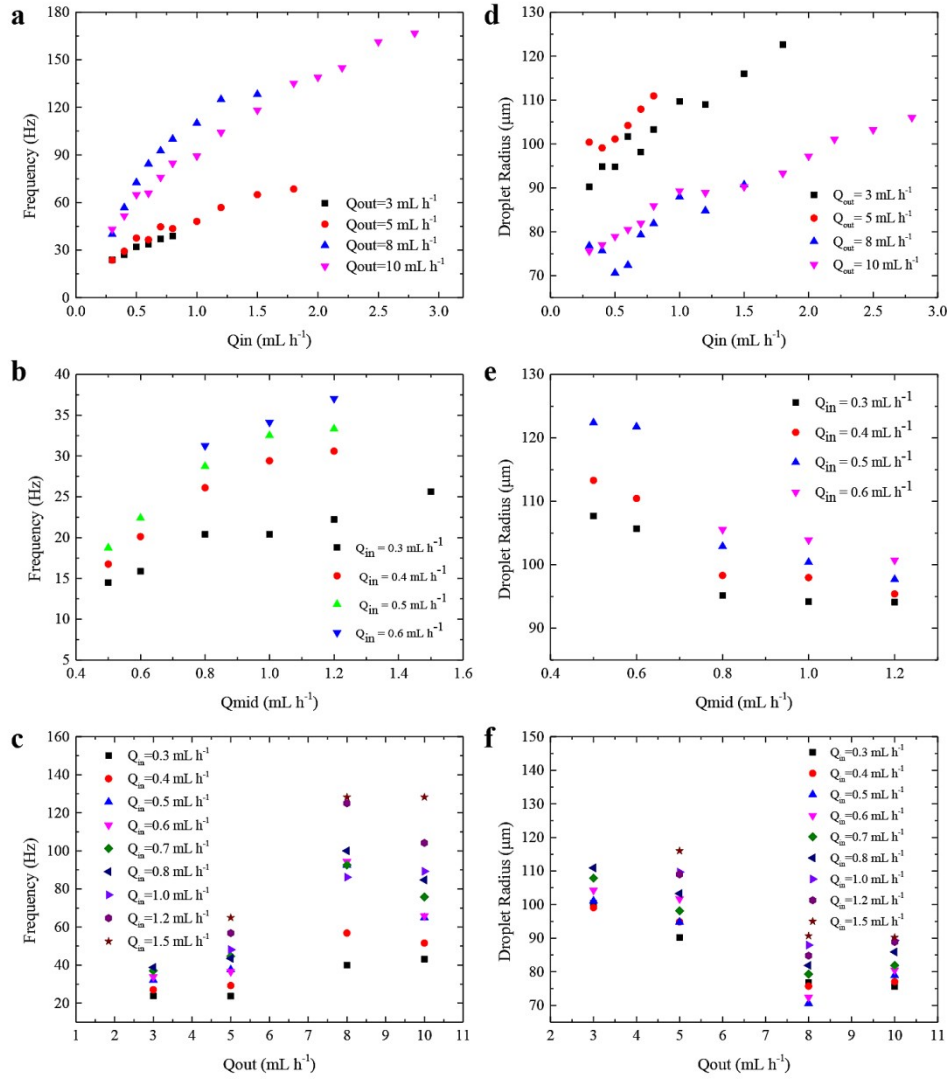 a
180
150
120
90
60
30
0
Frequency (Hz)
0.0 0.5 1.0 1.5 2.0 2.5 3.0
Qin (mL h⁻¹)
Qout=3 mL h⁻¹
Qout=5 mL h⁻¹
Qout=8 mL h⁻¹
Qout=10 mL h⁻¹
d
130
120
110
100
90
80
70
Droplet Radius (μm)
0.0 0.5 1.0 1.5 2.0 2.5 3.0
Qin (mL h⁻¹)
Qout = 3 mL h⁻¹
Qout = 5 mL h⁻¹
Qout = 8 mL h⁻¹
Qout = 10 mL h⁻¹
b
40
35
30
25
20
15
10
5
Frequency (Hz)
0.4 0.6 0.8 1.0 1.2 1.4 1.6
Qmid (mL h⁻¹)
Qin = 0.3 mL h⁻¹
Qin = 0.4 mL h⁻¹
Qin = 0.5 mL h⁻¹
Qin = 0.6 mL h⁻¹
e
130
120
110
100
90
Droplet Radius (μm)
0.4 0.6 0.8 1.0 1.2
Qmid (mL h⁻¹)
Qin = 0.3 mL h⁻¹
Qin = 0.4 mL h⁻¹
Qin = 0.5 mL h⁻¹
Qin = 0.6 mL h⁻¹
c
160
140
120
100
80
60
40
20
Frequency (Hz)
2 3 4 5 6 7 8 9 10 11
Qout (mL h⁻¹)
Qin=0.3 mL h⁻¹
Qin=0.4 mL h⁻¹
Qin=0.5 mL h⁻¹
Qin=0.6 mL h⁻¹
Qin=0.7 mL h⁻¹
Qin=0.8 mL h⁻¹
Qin=1.0 mL h⁻¹
Qin=1.2 mL h⁻¹
Qin=1.5 mL h⁻¹
f
150
140
130
120
110
100
90
80
70
Droplet Radius (μm)
2 3 4 5 6 7 8 9 10 11
Qout (mL h⁻¹)
Qin=0.3 mL h⁻¹
Qin=0.4 mL h⁻¹
Qin=0.5 mL h⁻¹
Qin=0.6 mL h⁻¹
Qin=0.7 mL h⁻¹
Qin=0.8 mL h⁻¹
Qin=1.0 mL h⁻¹
Qin=1.2 mL h⁻¹
Qin=1.5 mL h⁻¹